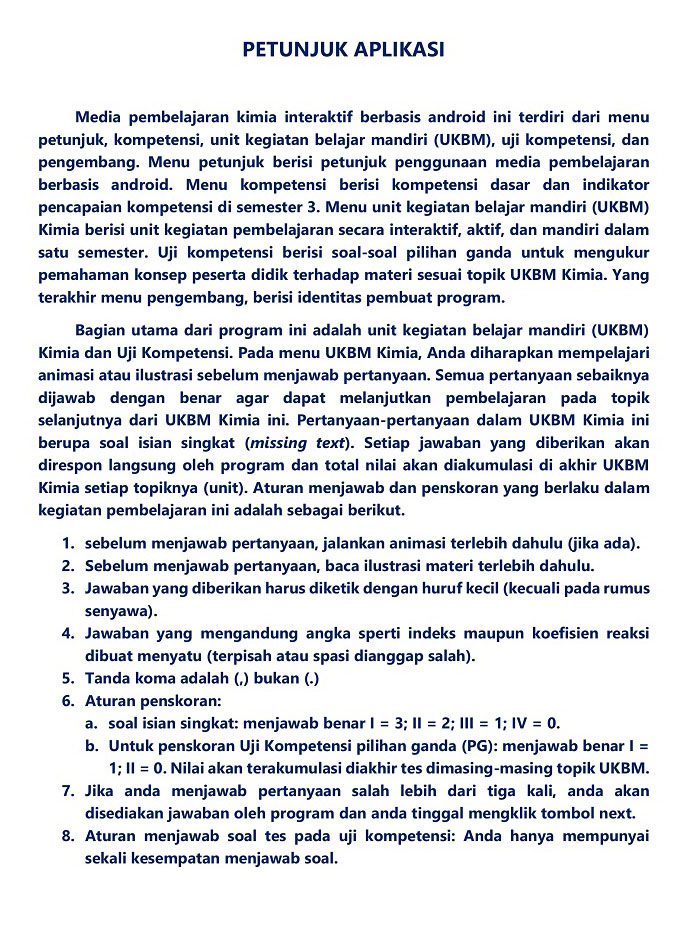 PETUNJUK APLIKASI
Media pembelajaran kimia interaktif berbasis android ini terdiri dari menu
petunjuk, kompetensi, unit kegiatan belajar mandiri (UKBM), uji kompetensi, dan
pengembang. Menu petunjuk berisi petunjuk penggunaan media pembelajaran
berbasis android. Menu kompetensi berisi kompetensi dasar dan indikator
pencapaian kompetensi di semester 3. Menu unit kegiatan belajar mandiri (UKBM)
Kimia berisi unit kegiatan pembelajaran secara interaktif, aktif, dan mandiri dalam
satu semester. Uji kompetensi berisi soal-soal pilihan ganda untuk mengukur
pemahaman konsep peserta didik terhadap materi sesuai topik UKBM Kimia. Yang
terakhir menu pengembang, berisi identitas pembuat program.
Bagian utama dari program ini adalah unit kegiatan belajar mandiri (UKBM)
Kimia dan Uji Kompetensi. Pada menu UKBM Kimia, Anda diharapkan mempelajari
animasi atau ilustrasi sebelum menjawab pertanyaan. Semua pertanyaan sebaiknya
dijawab dengan benar agar dapat melanjutkan pembelajaran pada topik
selanjutnya dari UKBM Kimia ini. Pertanyaan-pertanyaan dalam UKBM Kimia ini
berupa soal isian singkat (missing text). Setiap jawaban yang diberikan akan
direspon langsung oleh program dan total nilai akan diakumulasi di akhir UKBM
Kimia setiap topiknya (unit). Aturan menjawab dan penskoran yang berlaku dalam
kegiatan pembelajaran ini adalah sebagai berikut.
1. sebelum menjawab pertanyaan, jalankan animasi terlebih dahulu (jika ada).
2. Sebelum menjawab pertanyaan, baca ilustrasi materi terlebih dahulu.
3. Jawaban yang diberikan harus diketik dengan huruf kecil (kecuali pada rumus
senyawa).
4. Jawaban yang mengandung angka sperti indeks maupun koefisien reaksi
dibuat menyatu (terpisah atau spasi dianggap salah).
5. Tanda koma adalah (,) bukan (.)
6. Aturan penskoran:
a. soal isian singkat: menjawab benar I = 3; II = 2; III = 1; IV = 0.
b. Untuk penskoran Uji Kompetensi pilihan ganda (PG): menjawab benar I =
1; II = 0. Nilai akan terakumulasi diakhir tes dimasing-masing topik UKBM.
7. Jika anda menjawab pertanyaan salah lebih dari tiga kali, anda akan
disediakan jawaban oleh program dan anda tinggal mengklik tombol next.
8. Aturan menjawab soal tes pada uji kompetensi: Anda hanya mempunyai
sekali kesempatan menjawab soal.